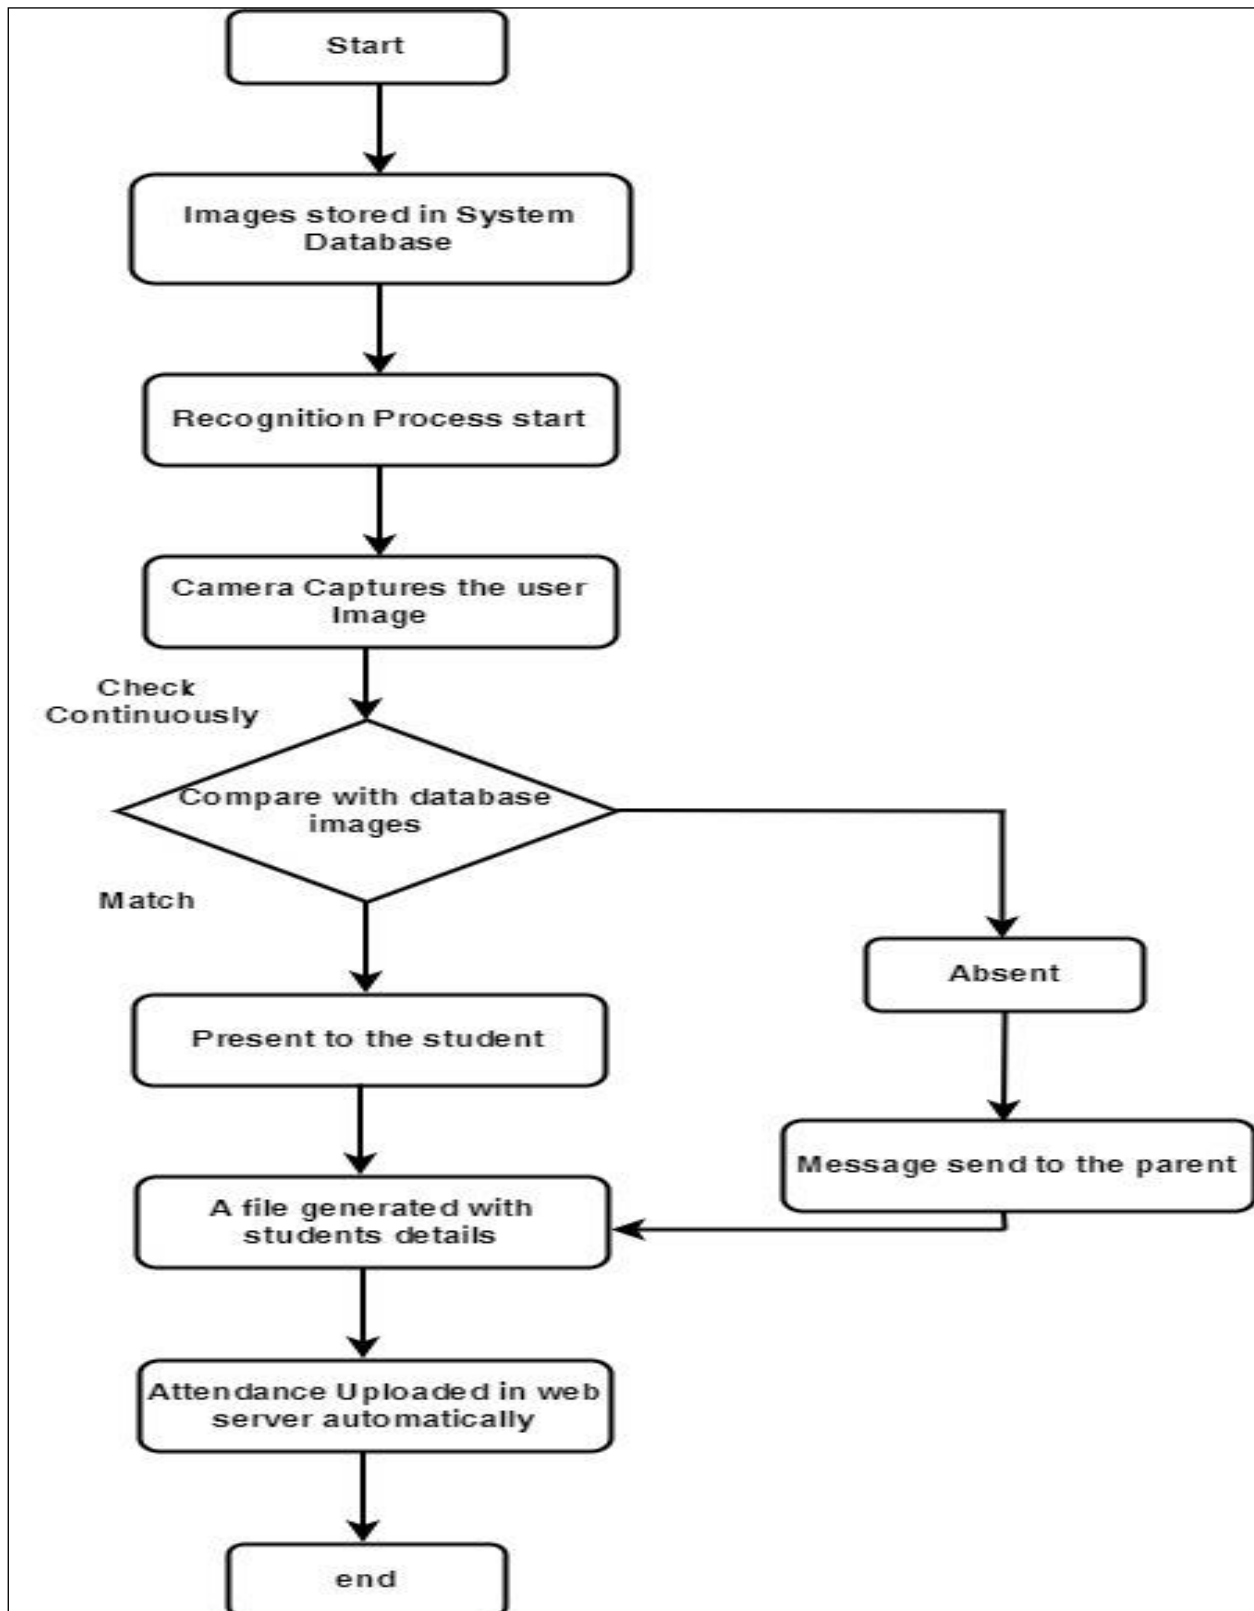 Start
Images stored in System
Database
Recognition Process start
Camera Captures the user
Image
Check
Continuously
Compare with database
images
Match
Absent
Present to the student
Message send to the parent
A file generated with
students details
Attendance Uploaded in web
server automatically
end